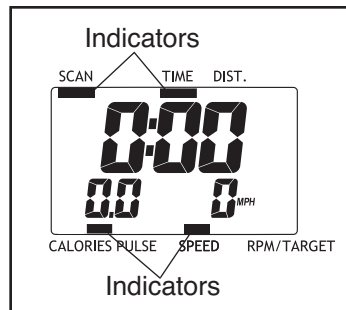 Indicators
SCAN TIME DIST.
0:00
0.0 0 MPH
CALORIES PULSE SPEED RPM/TARGET
Indicators